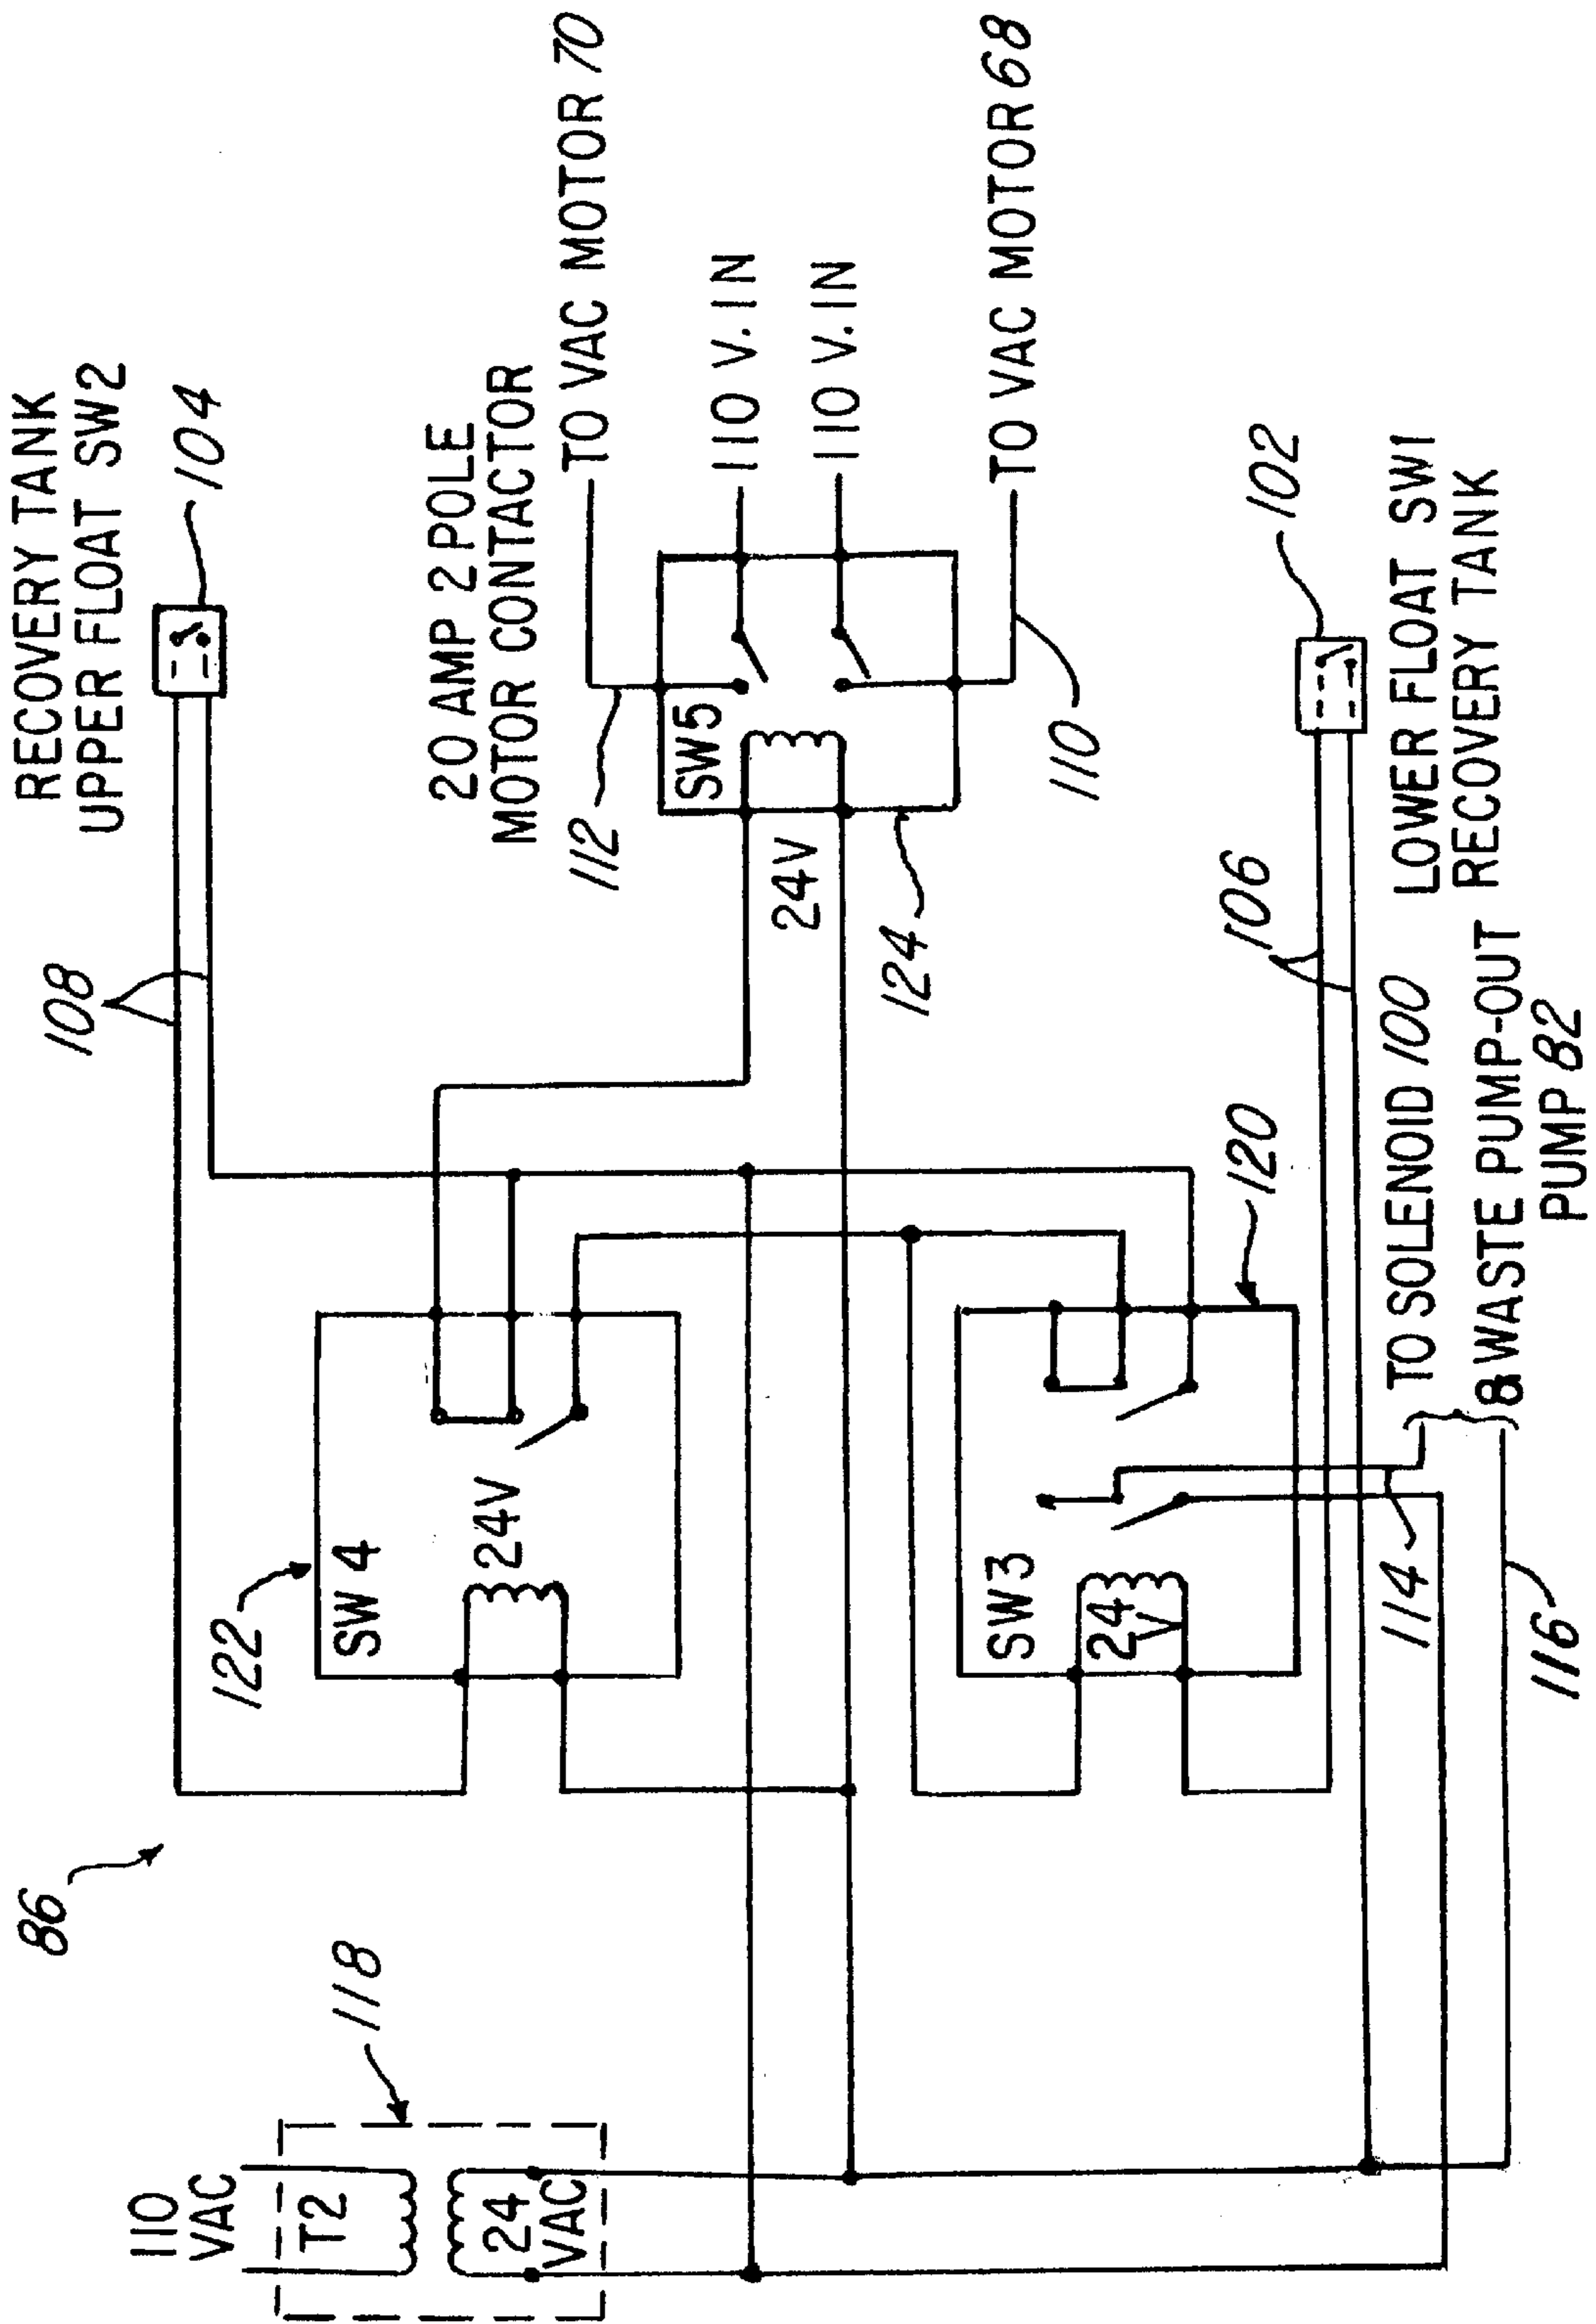 RECOVERY TANK
UPPER FLOAT SW2
104
108
20 AMP 2 POLE
MOTOR CONTACTOR
TO VAC MOTOR 70
112
SW5
110 V. IN
110 V. IN
24V
124
110
TO VAC MOTOR 68
86
122
SW 4
24V
110
VAC
118
T2
24
VAC
120
SW3
24
V
102
106
LOWER FLOAT SW1
RECOVERY TANK
114
116
TO SOLENOID 100
& WASTE PUMP-OUT
PUMP 82